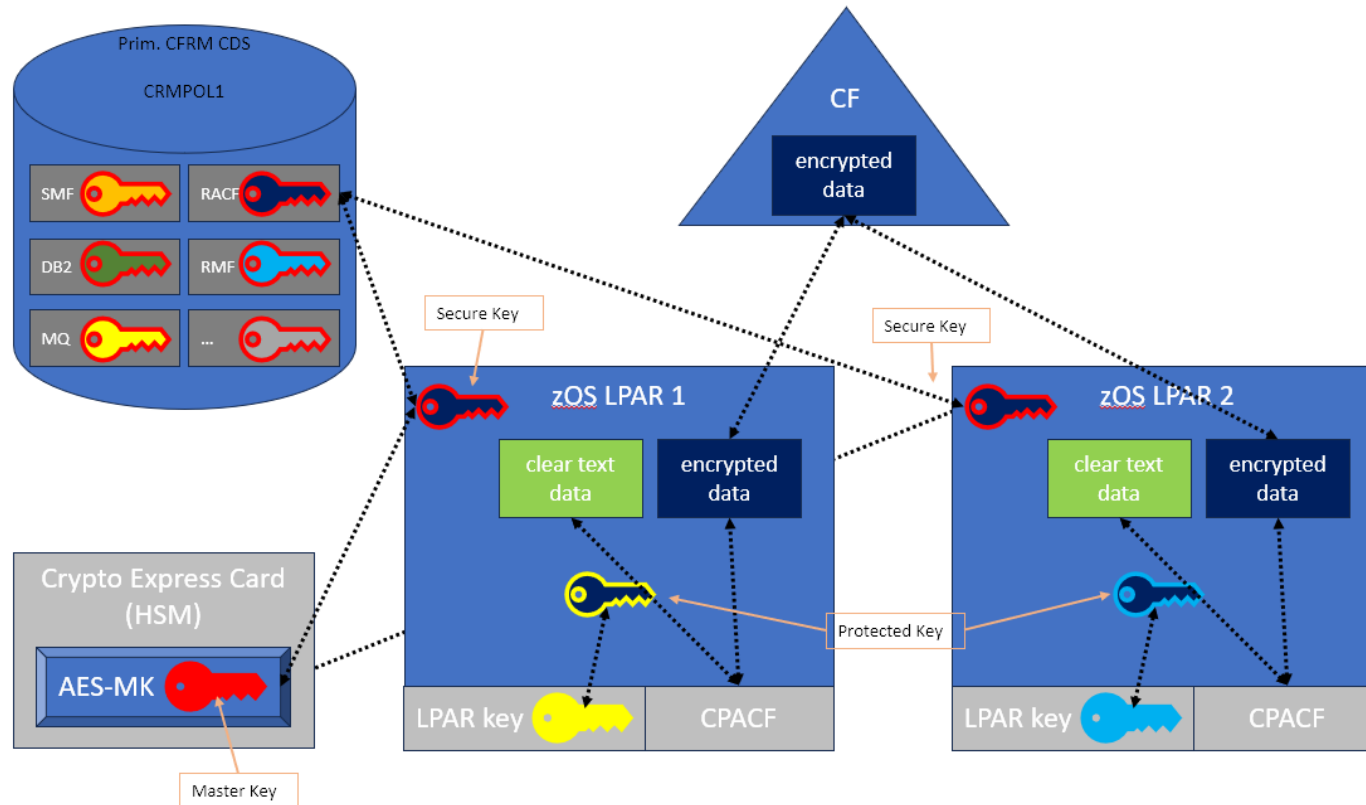 Prim. CFRM CDS
CRMPOL1
SMF
RACF
DB2
RMF
MQ
...
CF
encrypted
data
Secure Key
Secure Key
zOS LPAR 1
clear text
data
encrypted
data
zOS LPAR 2
clear text
data
encrypted
data
Crypto Express Card
(HSM)
AES-MK
Protected Key
LPAR key
CPACF
LPAR key
CPACF
Master Key